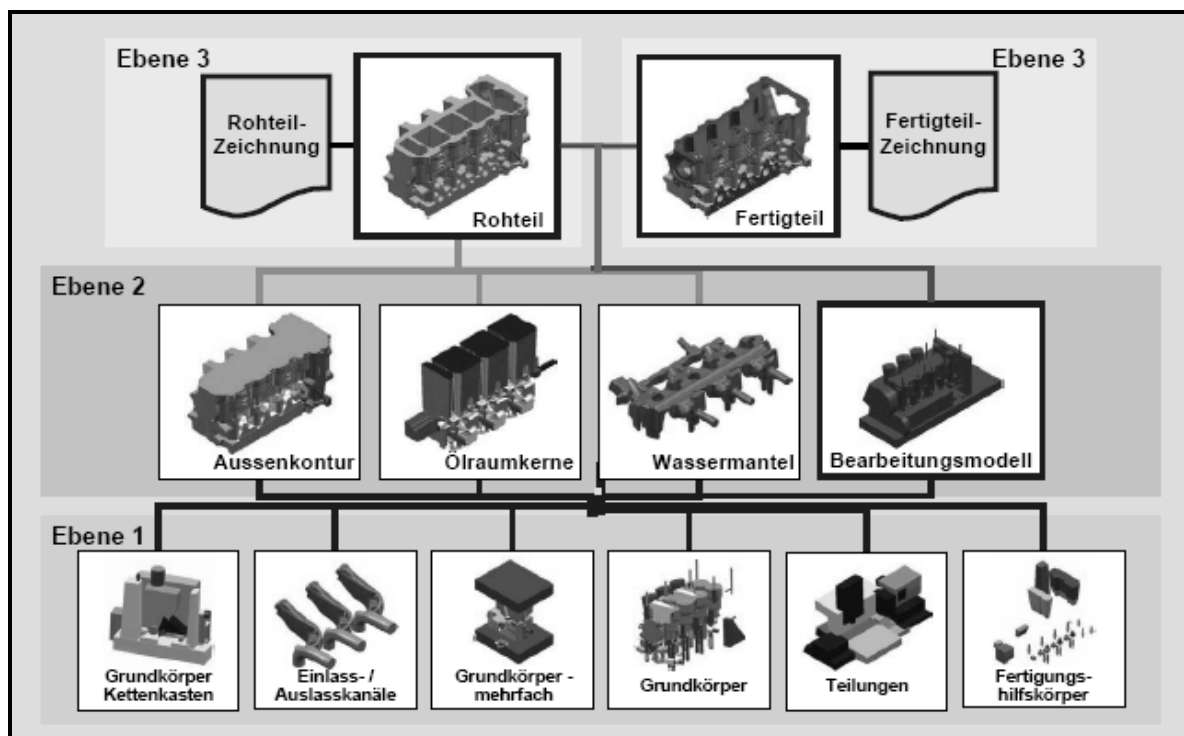 Ebene 3
Rohteil-
Zeichnung
Rohteil
Ebene 3
Fertigteil
Fertigteil-
Zeichnung
Ebene 2
Aussenkontur
Ölraumkerne
Wassermantel
Bearbeitungsmodell
Ebene 1
Grundkörper
Kettenkasten
Einlass- /
Auslasskanäle
Grundkörper -
mehrfach
Grundkörper
Teilungen
Fertigungs-
hilfskörper